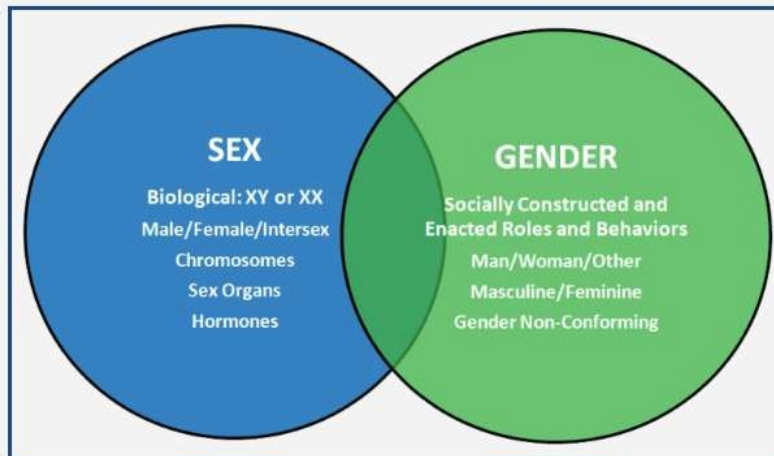 SEX
Biological: XY or XX
Male/Female/Intersex
Chromosomes
Sex Organs
Hormones
GENDER
Socially Constructed and
Enacted Roles and Behaviors
Man/Woman/Other
Masculine/Feminine
Gender Non-Conforming